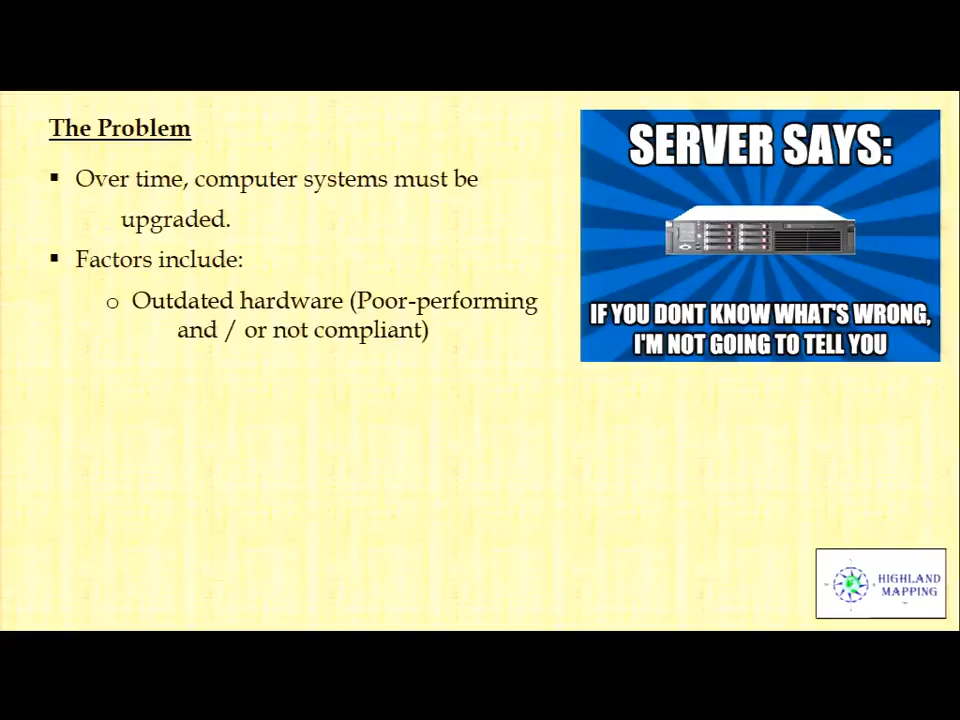 The Problem
▪ Over time, computer systems must be
upgraded.
▪ Factors include:
o Outdated hardware (Poor-performing
and / or not compliant)
SERVER SAYS:
IF YOU DONT KNOW WHAT'S WRONG,
I'M NOT GOING TO TELL YOU
HIGHLAND
MAPPING